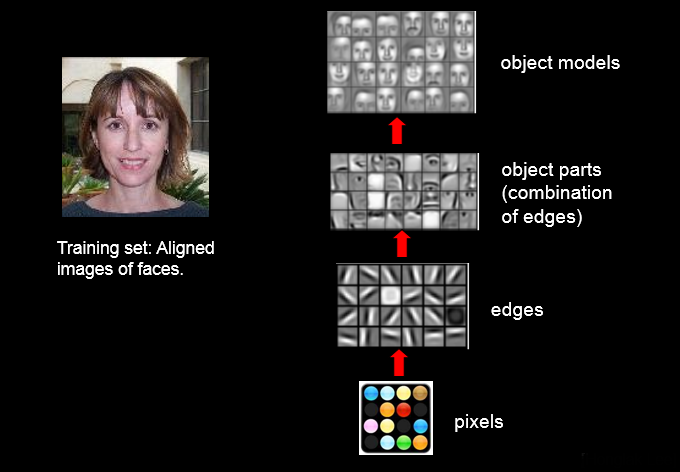 object models
object parts
(combination
of edges)
Training set: Aligned
images of faces.
edges
pixels